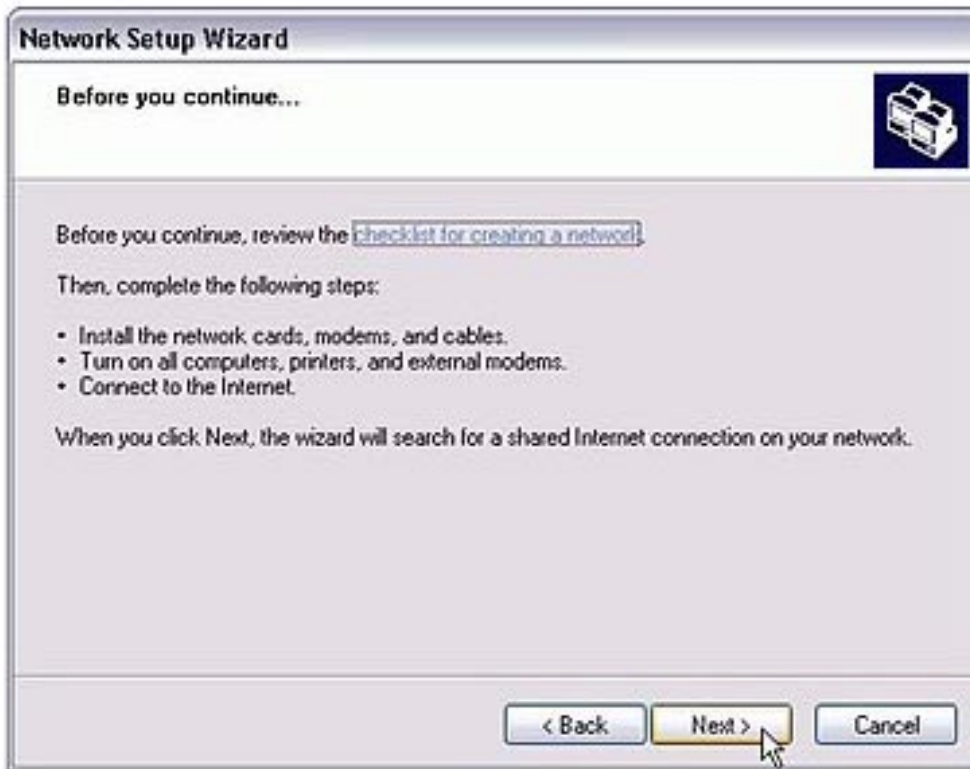 Network Setup Wizard
Before you continue...
Before you continue, review the checklist for creating a network.
Then, complete the following steps:
• Install the network cards, modems, and cables.
• Turn on all computers, printers, and external modems.
• Connect to the Internet.
When you click Next, the wizard will search for a shared Internet connection on your network.
< Back
Next >
Cancel